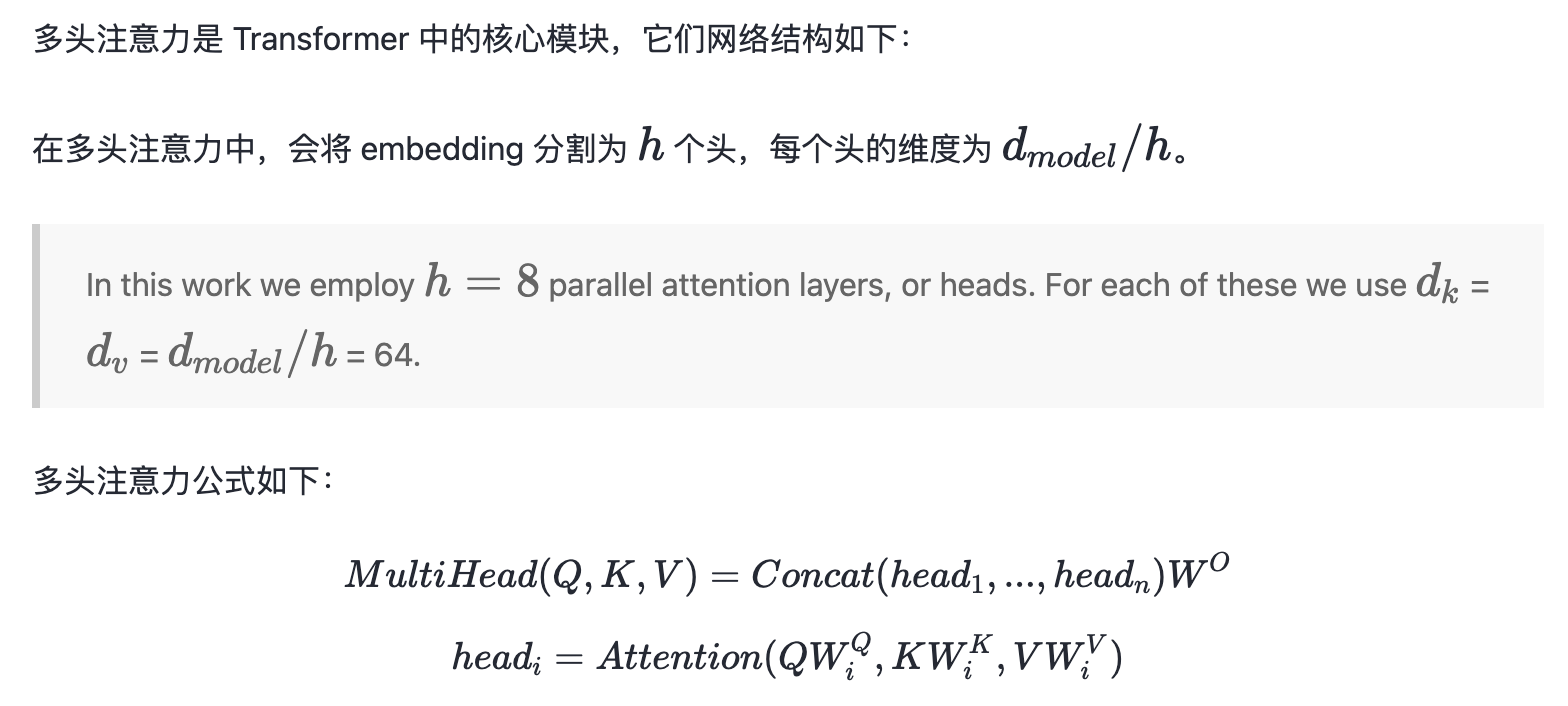 多头注意力是 Transformer 中的核心模块，它们网络结构如下：
在多头注意力中，会将 embedding 分割为 $h$ 个头，每个头的维度为 $d_{model}/h$。
In this work we employ $h = 8$ parallel attention layers, or heads. For each of these we use $d_k$ =
$d_v$ = $d_{model}/h$ = 64.
多头注意力公式如下：
$MultiHead(Q, K, V) = Concat(head_1, ..., head_n)W^O$
$head_i = Attention(QW_i^Q, KW_i^K, VW_i^V)$